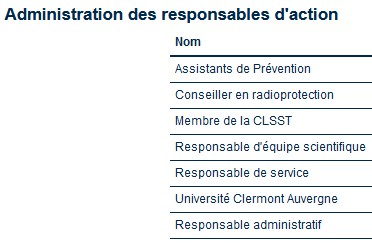 Administration des responsables d'action
Nom
Assistants de Prévention
Conseiller en radioprotection
Membre de la CLSST
Responsable d'équipe scientifique
Responsable de service
Université Clermont Auvergne
Responsable administratif